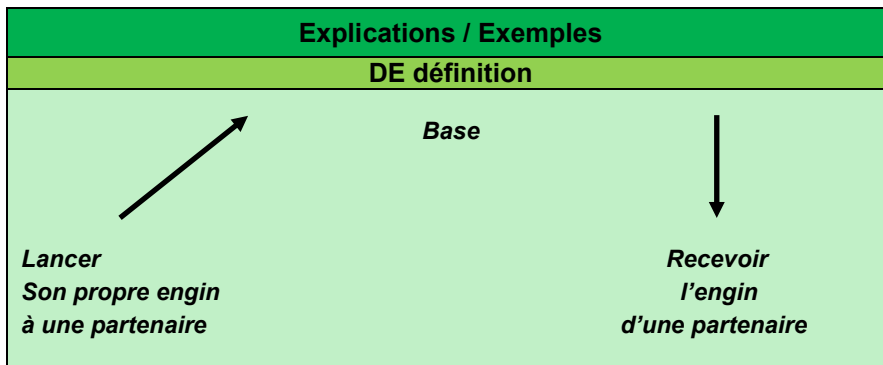 Explications / Exemples
DE définition
Base
Lancer
Son propre engin
à une partenaire
Recevoir
l’engin
d’une partenaire